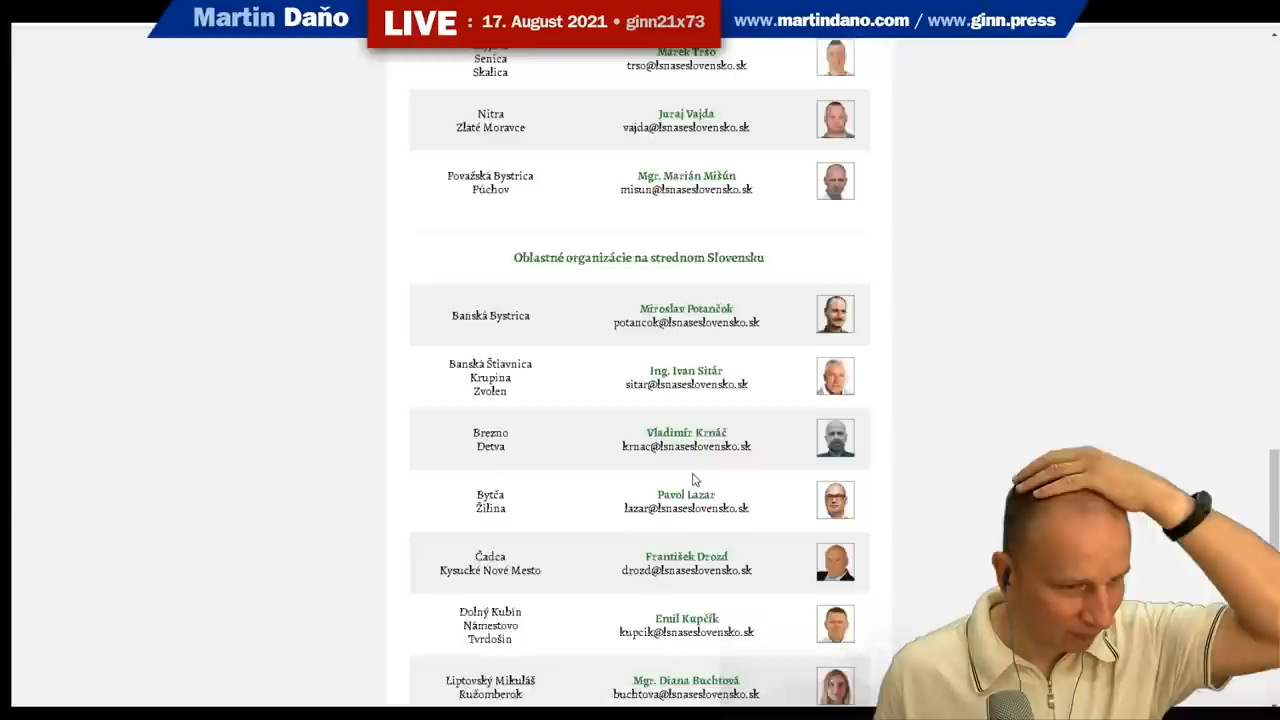 Martin Daňo
LIVE : 17. August 2021 • ginn21x73
www.martindano.com / www.ginn.press
Senica
Skalica
Marek Tršo
trso@lsnaseslovensko.sk
Nitra
Zlaté Moravce
Juraj Vajda
vajda@lsnaseslovensko.sk
Považská Bystrica
Púchov
Mgr. Marián Mišún
misun@lsnaseslovensko.sk
Oblastné organizácie na strednom Slovensku
Banská Bystrica
Miroslav Potančok
potancok@lsnaseslovensko.sk
Banská Štiavnica
Krupina
Zvolen
Ing. Ivan Sitár
sitar@lsnaseslovensko.sk
Brezno
Detva
Vladimír Krnáč
krnac@lsnaseslovensko.sk
Bytča
Žilina
Pavol Lazar
lazar@lsnaseslovensko.sk
Čadca
Kysucké Nové Mesto
František Drozd
drozd@lsnaseslovensko.sk
Dolný Kubín
Námestovo
Tvrdošín
Emil Kupčík
kupcik@lsnaseslovensko.sk
Liptovský Mikuláš
Ružomberok
Mgr. Diana Buchtová
buchtova@lsnaseslovensko.sk